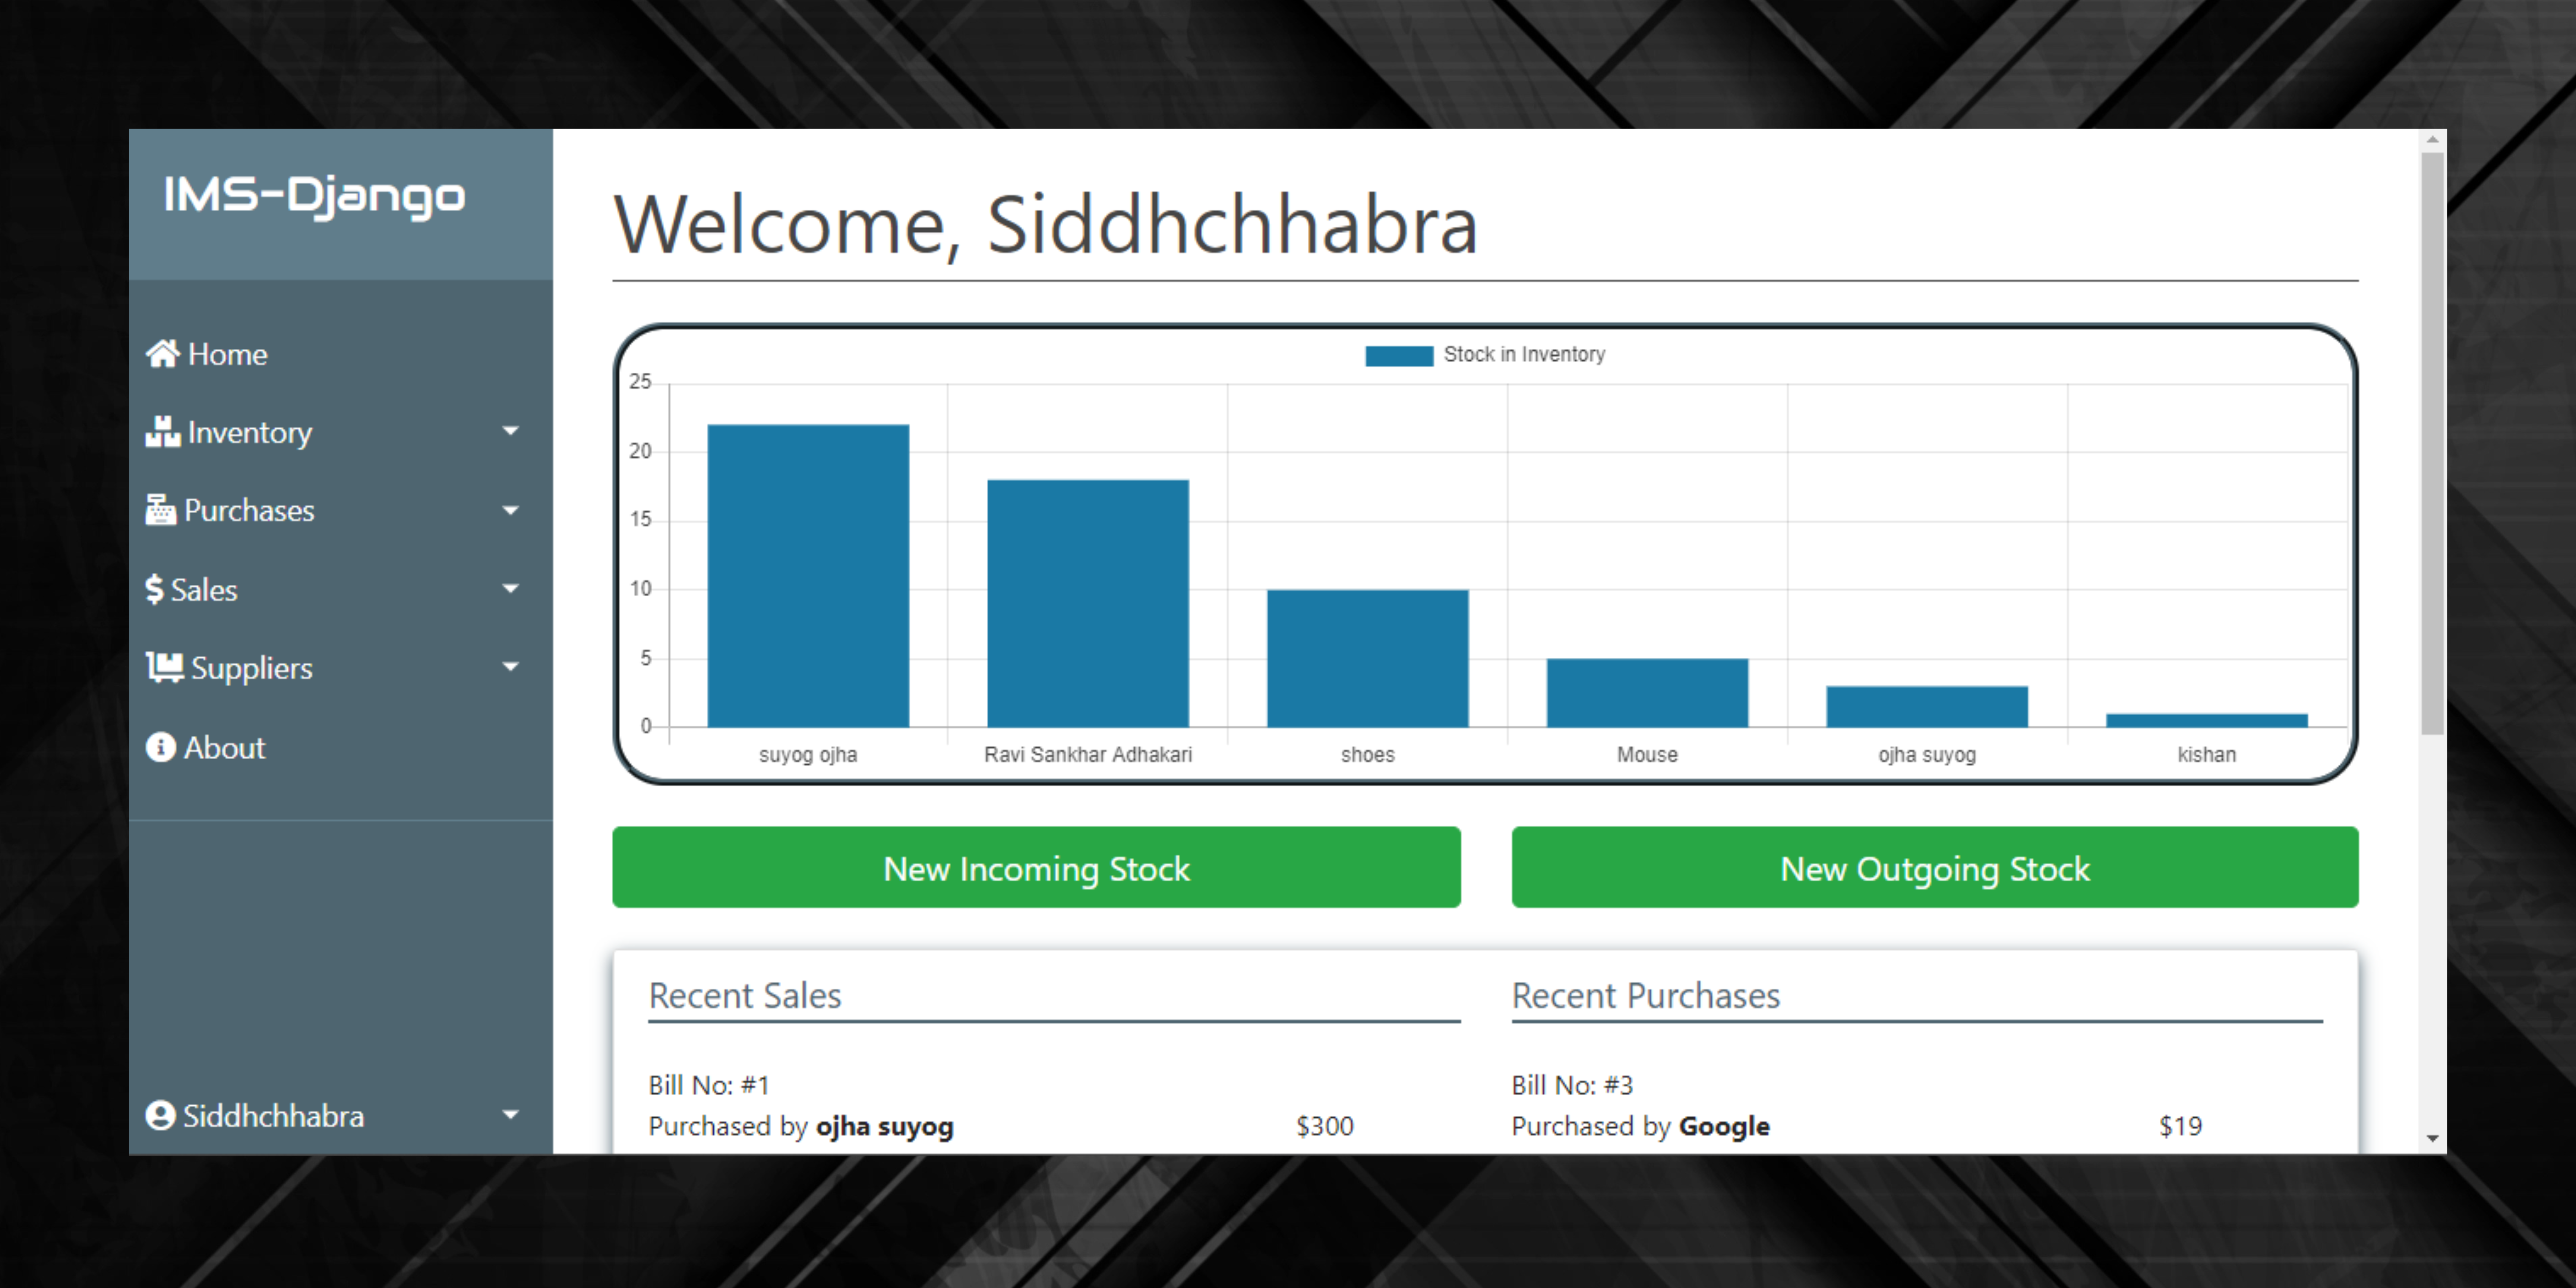 IMS-Django
Home
Inventory
Purchases
Sales
Suppliers
About
Siddhchhabra
Welcome, Siddhchhabra
Stock in Inventory
25
20
15
10
5
0
suyog ojha Ravi Sankhar Adhakari shoes Mouse ojha suyog kishan
New Incoming Stock New Outgoing Stock
Recent Sales
Bill No: #1
Purchased by ojha suyog $300
Recent Purchases
Bill No: #3
Purchased by Google $19